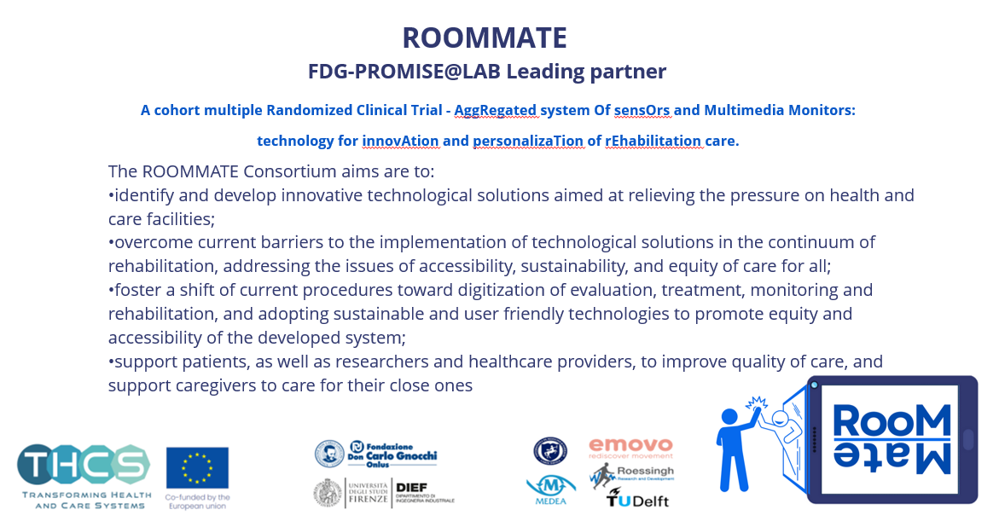 ROOMMATE
FDG-PROMISE@LAB Leading partner
A cohort multiple Randomized Clinical Trial - AggRegated system Of sensOrs and Multimedia Monitors:
technology for innovAtion and personalizaTion of rEhabilitation care.
The ROOMMATE Consortium aims are to:
•identify and develop innovative technological solutions aimed at relieving the pressure on health and
care facilities;
•overcome current barriers to the implementation of technological solutions in the continuum of
rehabilitation, addressing the issues of accessibility, sustainability, and equity of care for all;
•foster a shift of current procedures toward digitization of evaluation, treatment, monitoring and
rehabilitation, and adopting sustainable and user friendly technologies to promote equity and
accessibility of the developed system;
•support patients, as well as researchers and healthcare providers, to improve quality of care, and
support caregivers to care for their close ones
RooM
Mate
THCS
TRANSFORMING HEALTH
AND CARE SYSTEMS
Co-funded by the
European union
Fondazione
Don Carlo Gnocchi
Onlus
UNIVERSITÀ
DEGLI STUDI
FIRENZE
DIEF
DIPARTIMENTO DI
INGEGNERIA INDUSTRIALE
MEDEA
emovo
rediscover movement
Roessingh
Research and Development
TUDelft